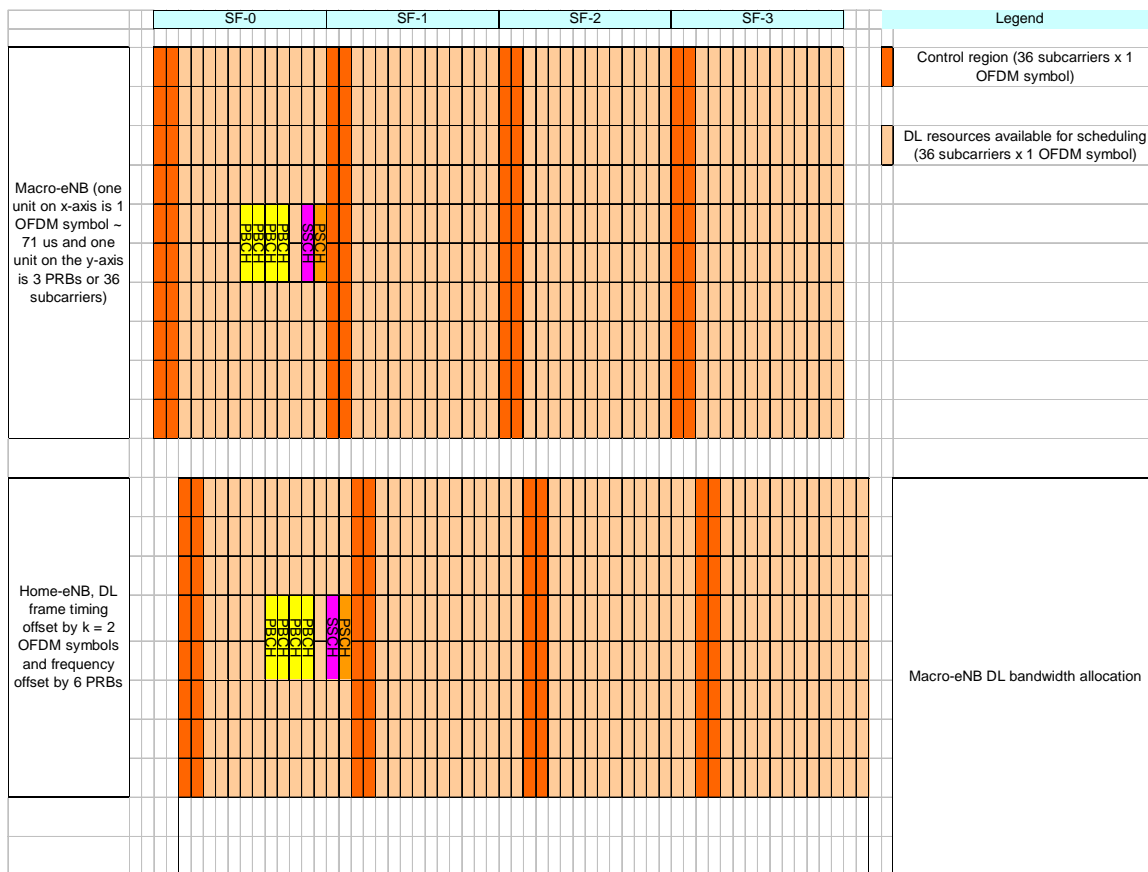 SF-0 SF-1 SF-2 SF-3 Legend
Control region (36 subcarriers x 1
OFDM symbol)
DL resources available for scheduling
(36 subcarriers x 1 OFDM symbol)
Macro-eNB (one
unit on x-axis is 1
OFDM symbol ~
71 us and one
unit on the y-axis
is 3 PRBs or 36
subcarriers)
PBCH
PBCH
PBCH
PBCH
SSCH
PSCH
Home-eNB, DL
frame timing
offset by k = 2
OFDM symbols
and frequency
offset by 6 PRBs
PBCH
PBCH
PBCH
PBCH
SSCH
PSCH
Macro-eNB DL bandwidth allocation